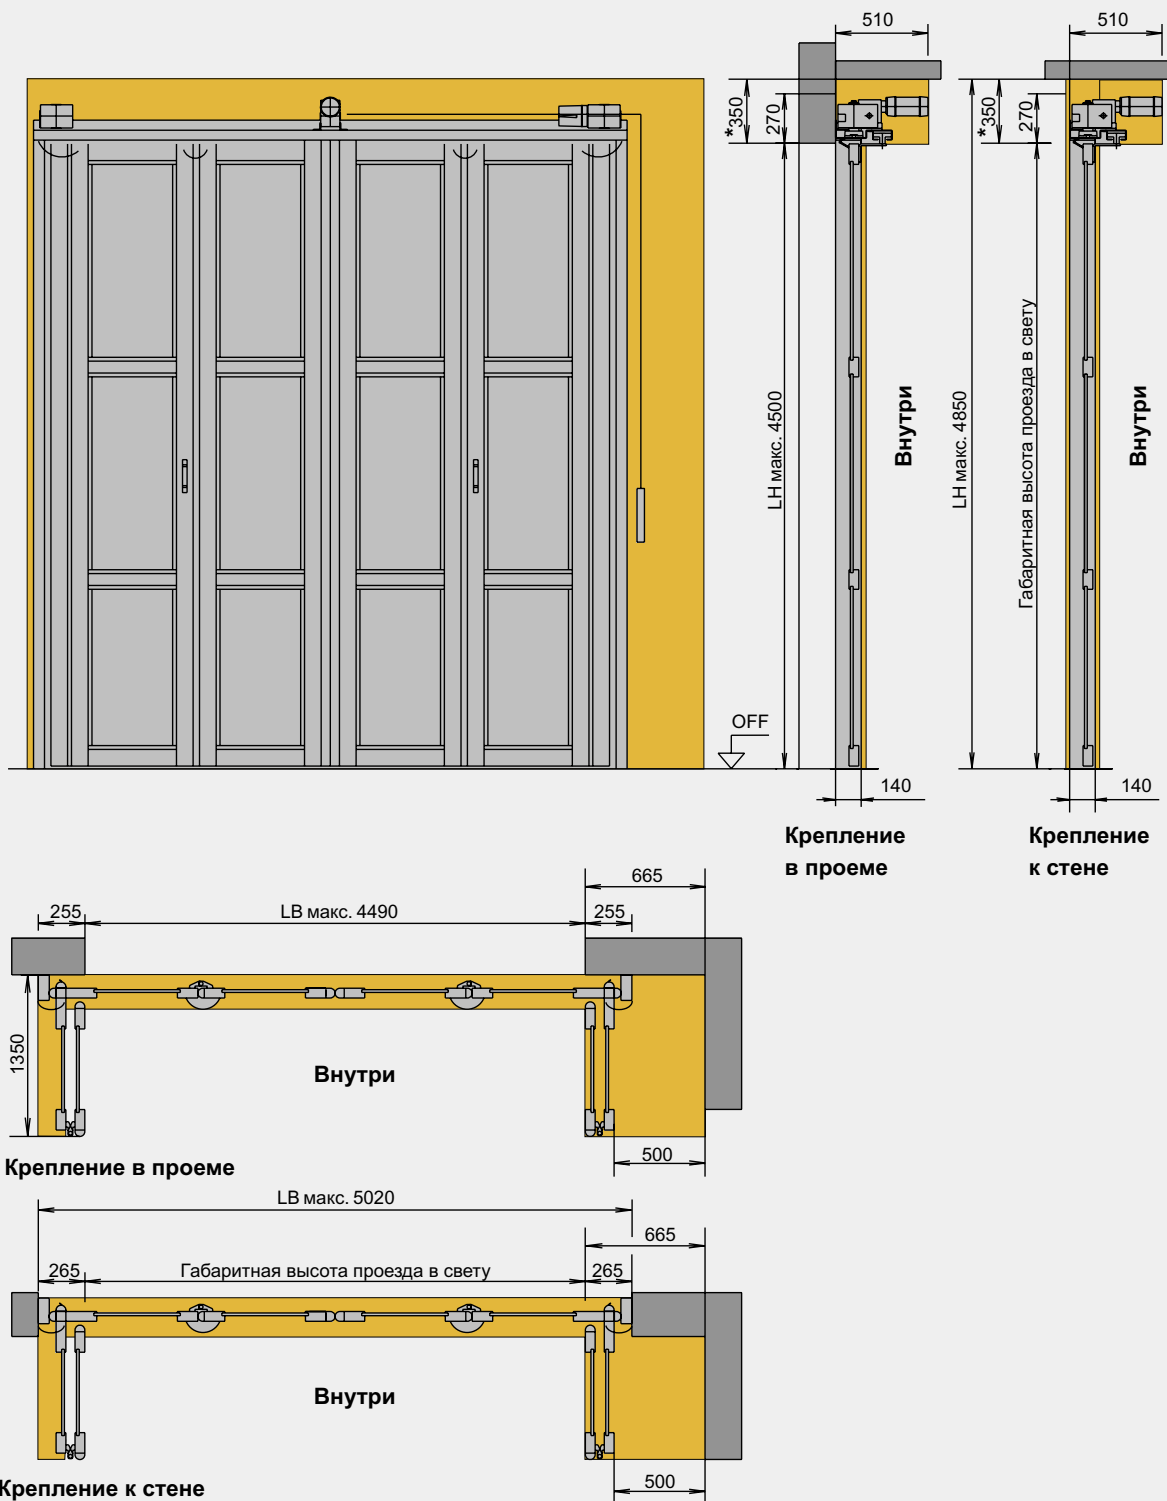 510
510
*350
270
*350
270
LH макс. 4500
Внутри
LH макс. 4850
Габаритная высота проезда в свету
Внутри
OFF
140
140
Крепление
в проеме
Крепление
к стене
665
255
LB макс. 4490
255
1350
Внутри
500
Крепление в проеме
LB макс. 5020
665
265
Габаритная высота проезда в свету
265
Внутри
500
Крепление к стене